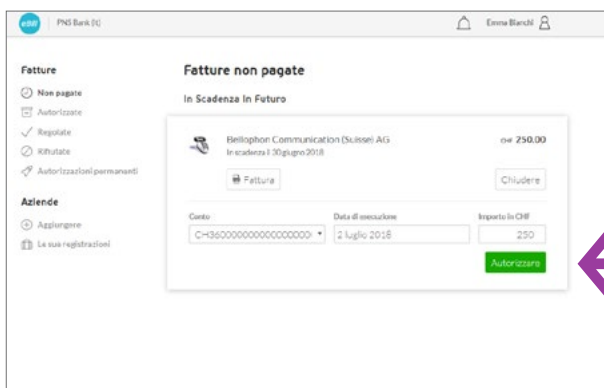 eBill PNS Bank (it) Emma Bianchi
Fatture
Non pagate
Autorizzate
Regolate
Rifiutate
Autorizzazioni permanenti
Aziende
Aggiungere
Le sue registrazioni
Fatture non pagate
In Scadenza In Futuro
Bellophon Communication (Suisse) AG CHF 250.00
In scadenza il 30 giugno 2018
Fattura Chiudere
Conto Data di esecuzione Importo in CHF
2 luglio 2018 250
Autorizzare